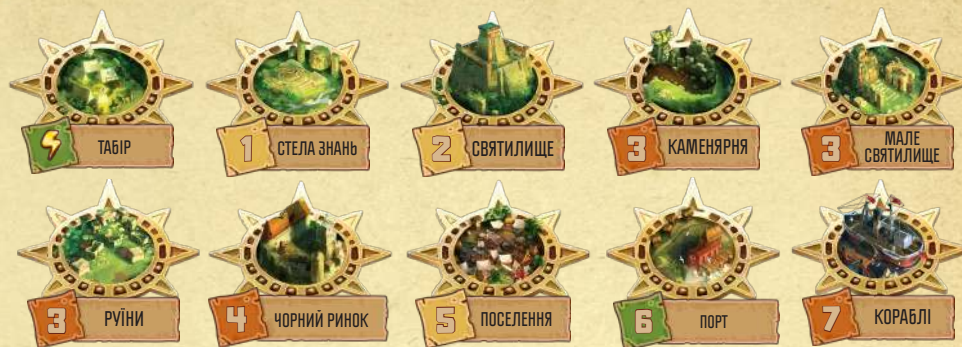 ТАБІР
1 СТЕЛА ЗНАНЬ
2 СВЯТИЛИЩЕ
3 КАМЕНЯРНЯ
3 МАЛЕ
СВЯТИЛИЩЕ
3 РУЇНИ
4 ЧОРНИЙ РИНОК
5 ПОСЕЛЕННЯ
6 ПОРТ
7 КОРАБЛІ